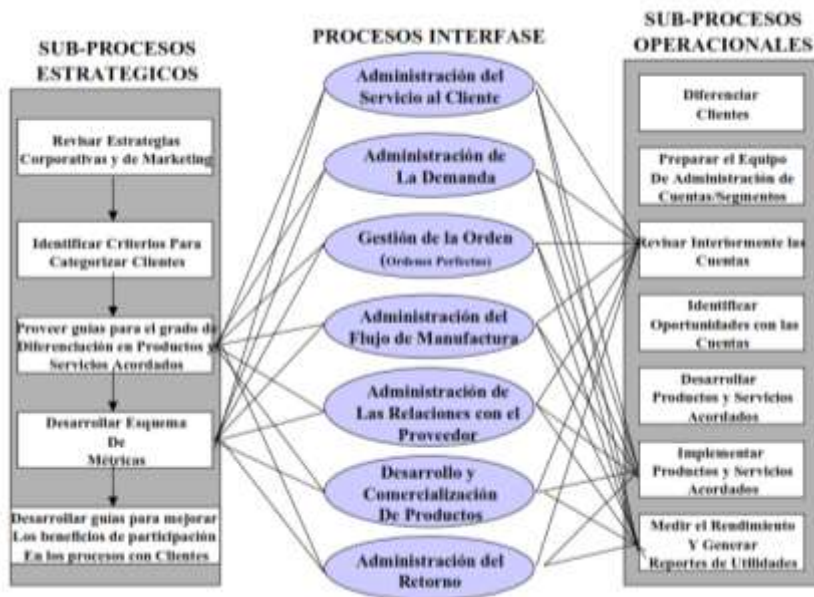 SUB-PROCESOS
ESTRATEGICOS
Revisar Estrategias
Corporativas y de Marketing
Identificar Criterios Para
Categorizar Clientes
Proveer guías para el grado de
Diferenciación en Productos y
Servicios Acordados
Desarrollar Esquema
De
Métricas
Desarrollar guías para mejorar
Los beneficios de participación
En los procesos con Clientes
PROCESOS INTERFASE
Administración del
Servicio al Cliente
Administración de
La Demanda
Gestión de la Orden
(Ordenes Perfectas)
Administración del
Flujo de Manufactura
Administración de
Las Relaciones con el
Proveedor
Desarrollo y
Comercialización
De Productos
Administración del
Retorno
SUB-PROCESOS
OPERACIONALES
Diferenciar
Clientes
Preparar el Equipo
De Administración de
Cuentas/Segmentos
Revisar Interiormente las
Cuentas
Identificar
Oportunidades con las
Cuentas
Desarrollar
Productos y Servicios
Acordados
Implementar
Productos y Servicios
Acordados
Medir el Rendimiento
Y Generar
Reportes de Utilidades